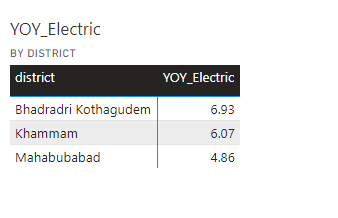 YOY_Electric
BY DISTRICT
district YOY_Electric
Bhadradri Kothagudem 6.93
Khammam 6.07
Mahabubabad 4.86